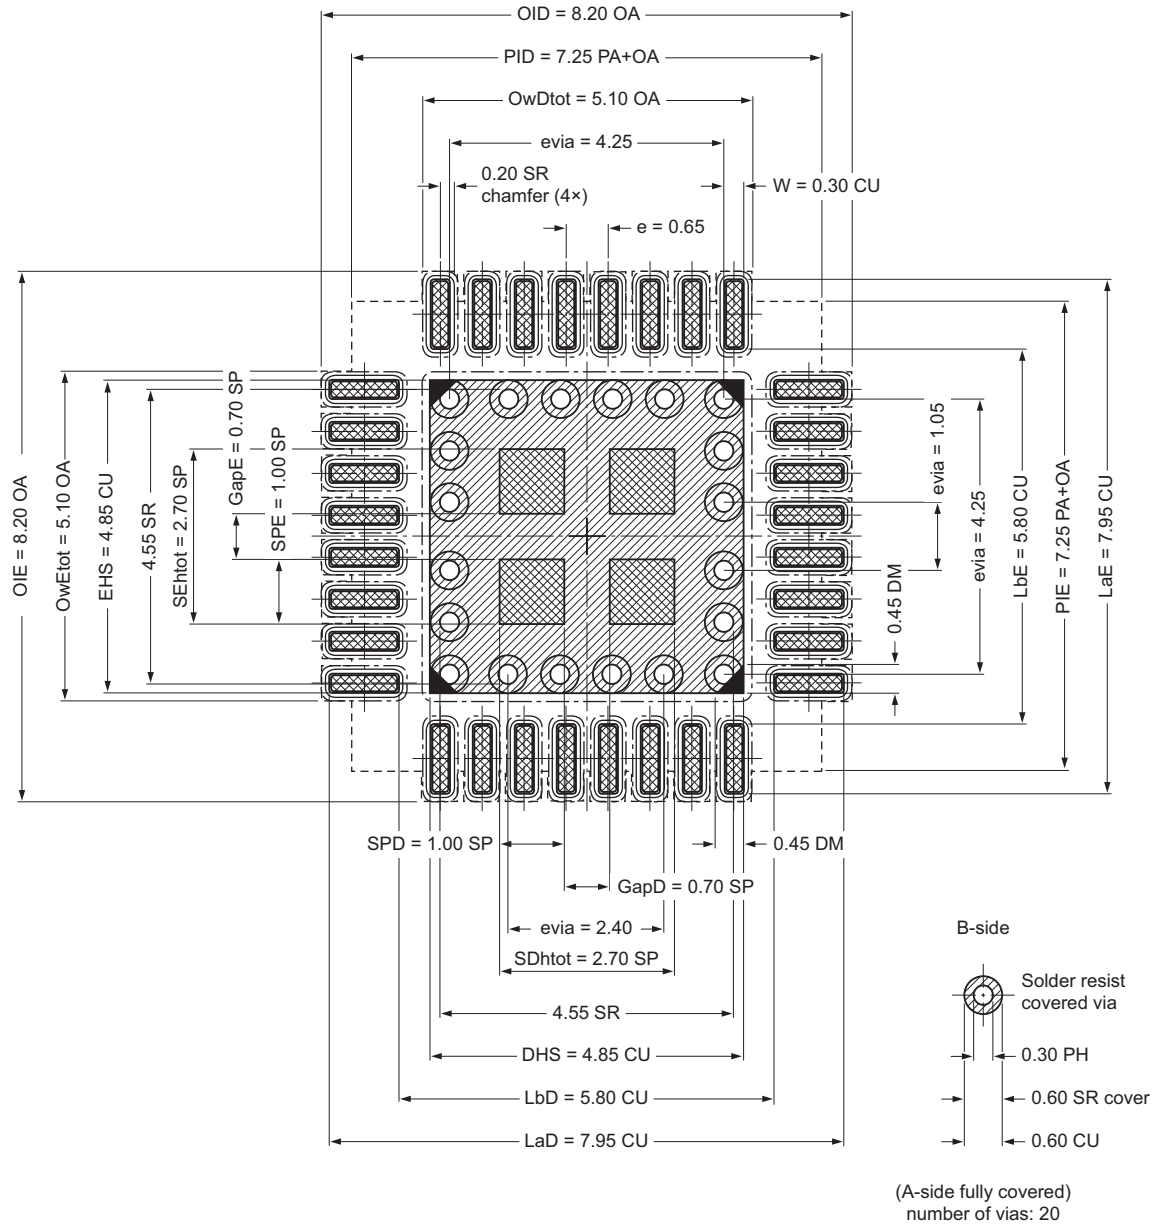 OID = 8.20 OA
PID = 7.25 PA+OA
OwDtot = 5.10 OA
evia = 4.25
0.20 SR
chamfer (4×)
W = 0.30 CU
e = 0.65
OIE = 8.20 OA
OwEtot = 5.10 OA
EHS = 4.85 CU
4.55 SR
SEhtot = 2.70 SP
GapE = 0.70 SP
SPE = 1.00 SP
evia = 1.05
0.45 DM
evia = 4.25
LbE = 5.80 CU
PIE = 7.25 PA+OA
LaE = 7.95 CU
SPD = 1.00 SP
0.45 DM
GapD = 0.70 SP
evia = 2.40
SDhtot = 2.70 SP
4.55 SR
DHS = 4.85 CU
LbD = 5.80 CU
LaD = 7.95 CU
B-side
Solder resist
covered via
0.30 PH
0.60 SR cover
0.60 CU
(A-side fully covered)
number of vias: 20